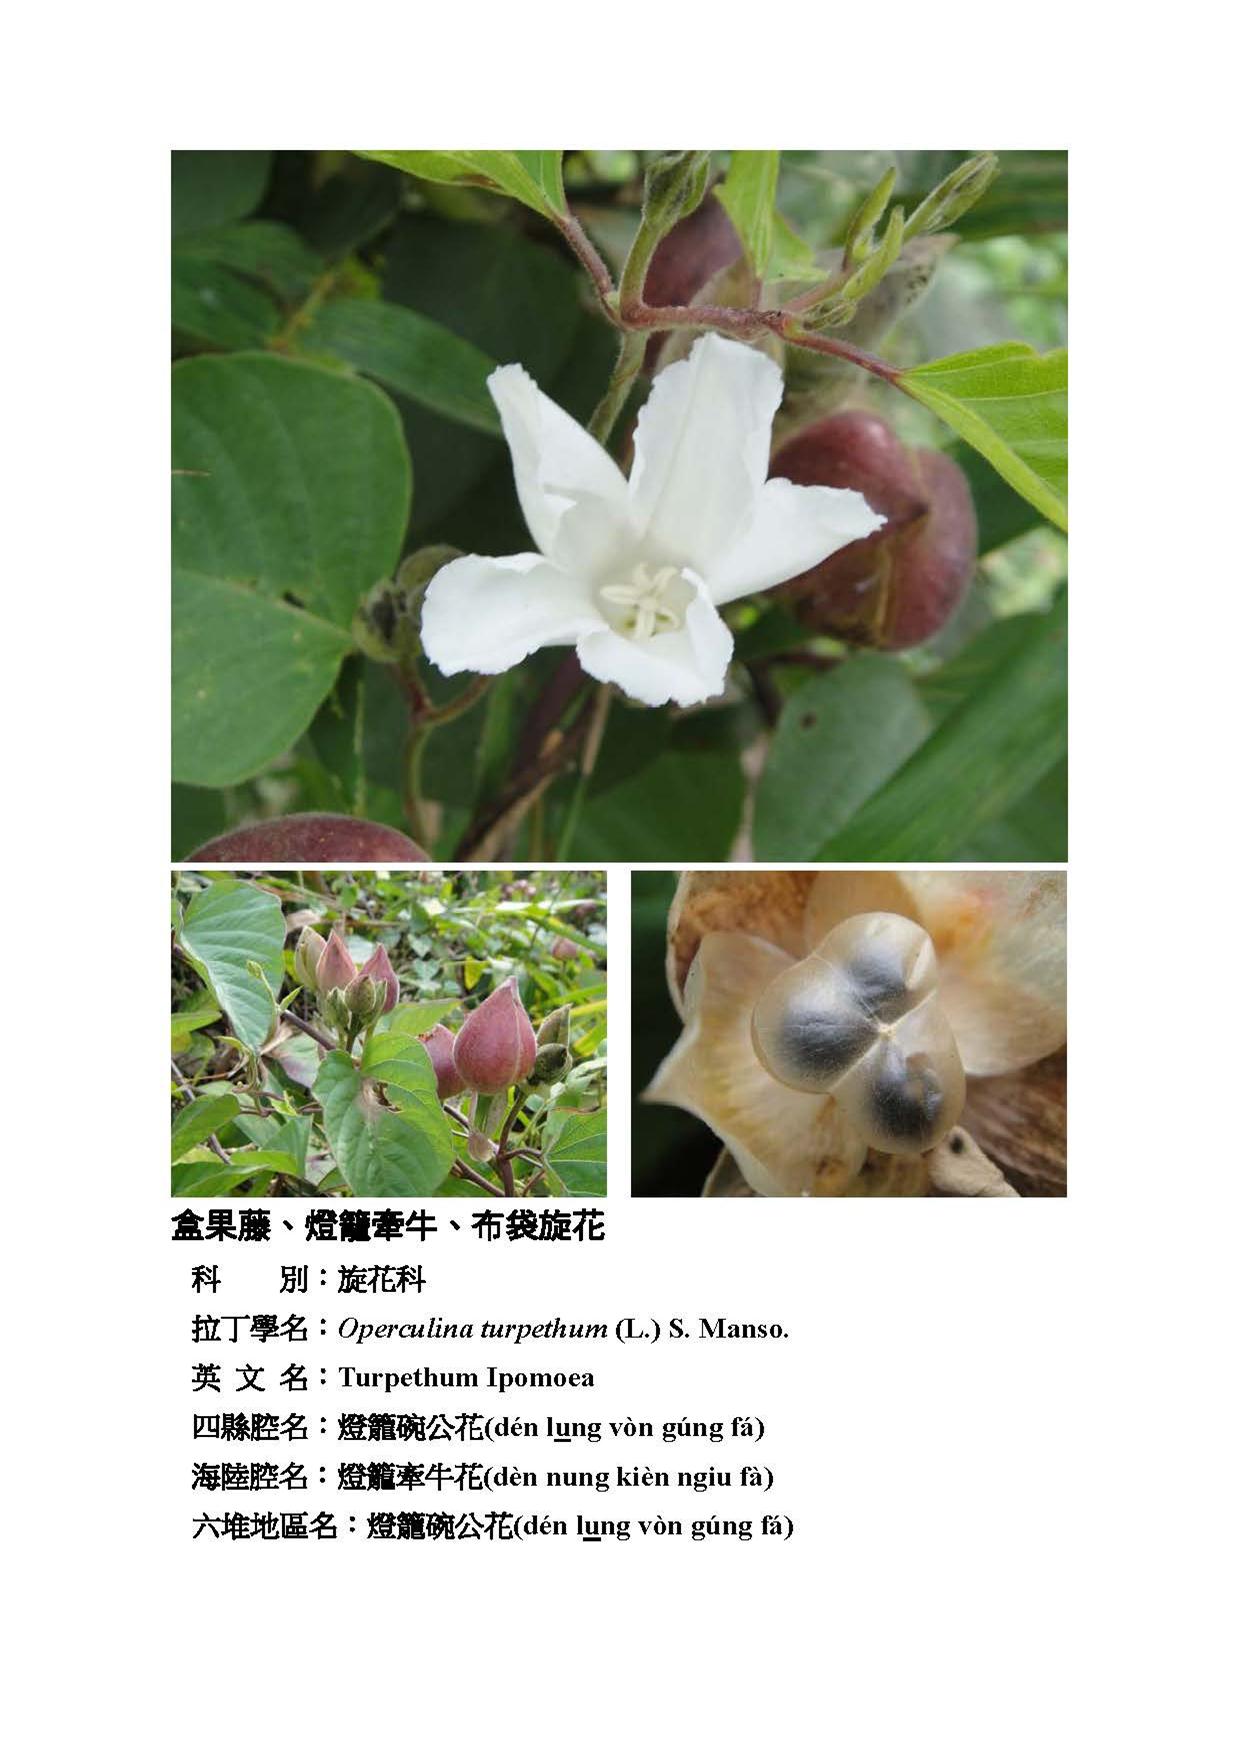 盒果藤、燈籠牽牛、布袋旋花
科　　別：旋花科
拉丁學名：Operculina turpethum (L.) S. Manso.
英 文 名：Turpethum Ipomoea
四縣腔名：燈籠碗公花(dén lung vòn gúng fá)
海陸腔名：燈籠牽牛花(dèn nung kièn ngiu fà)
六堆地區名：燈籠碗公花(dén lung vòn gúng fá)